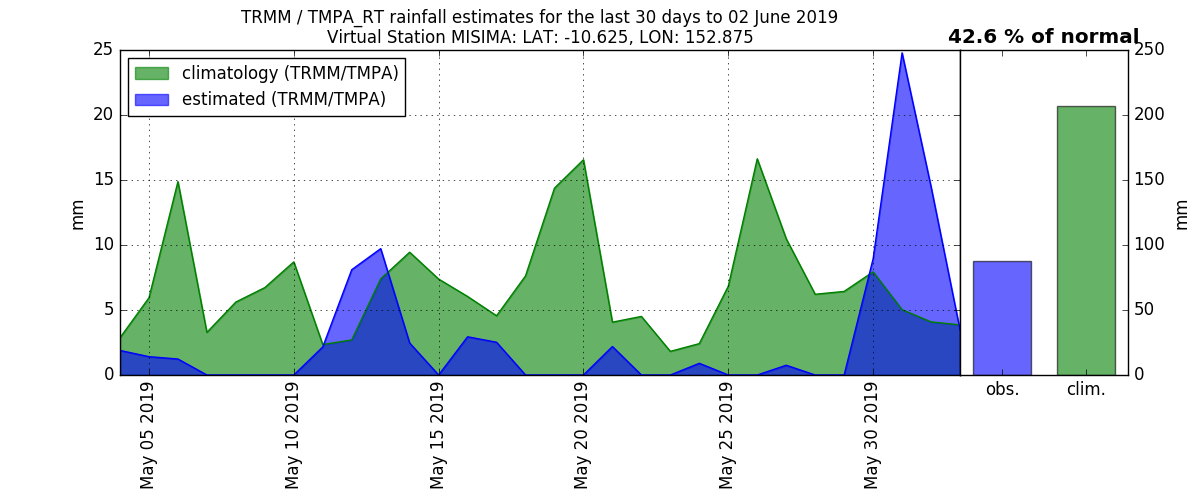 TRMM / TMPA_RT rainfall estimates for the last 30 days to 02 June 2019
Virtual Station MISIMA: LAT: -10.625, LON: 152.875
42.6 % of normal
climatology (TRMM/TMPA)
estimated (TRMM/TMPA)
25
20
15
10
5
0
mm
May 05 2019
May 10 2019
May 15 2019
May 20 2019
May 25 2019
May 30 2019
obs.
clim.
250
200
150
100
50
0
mm